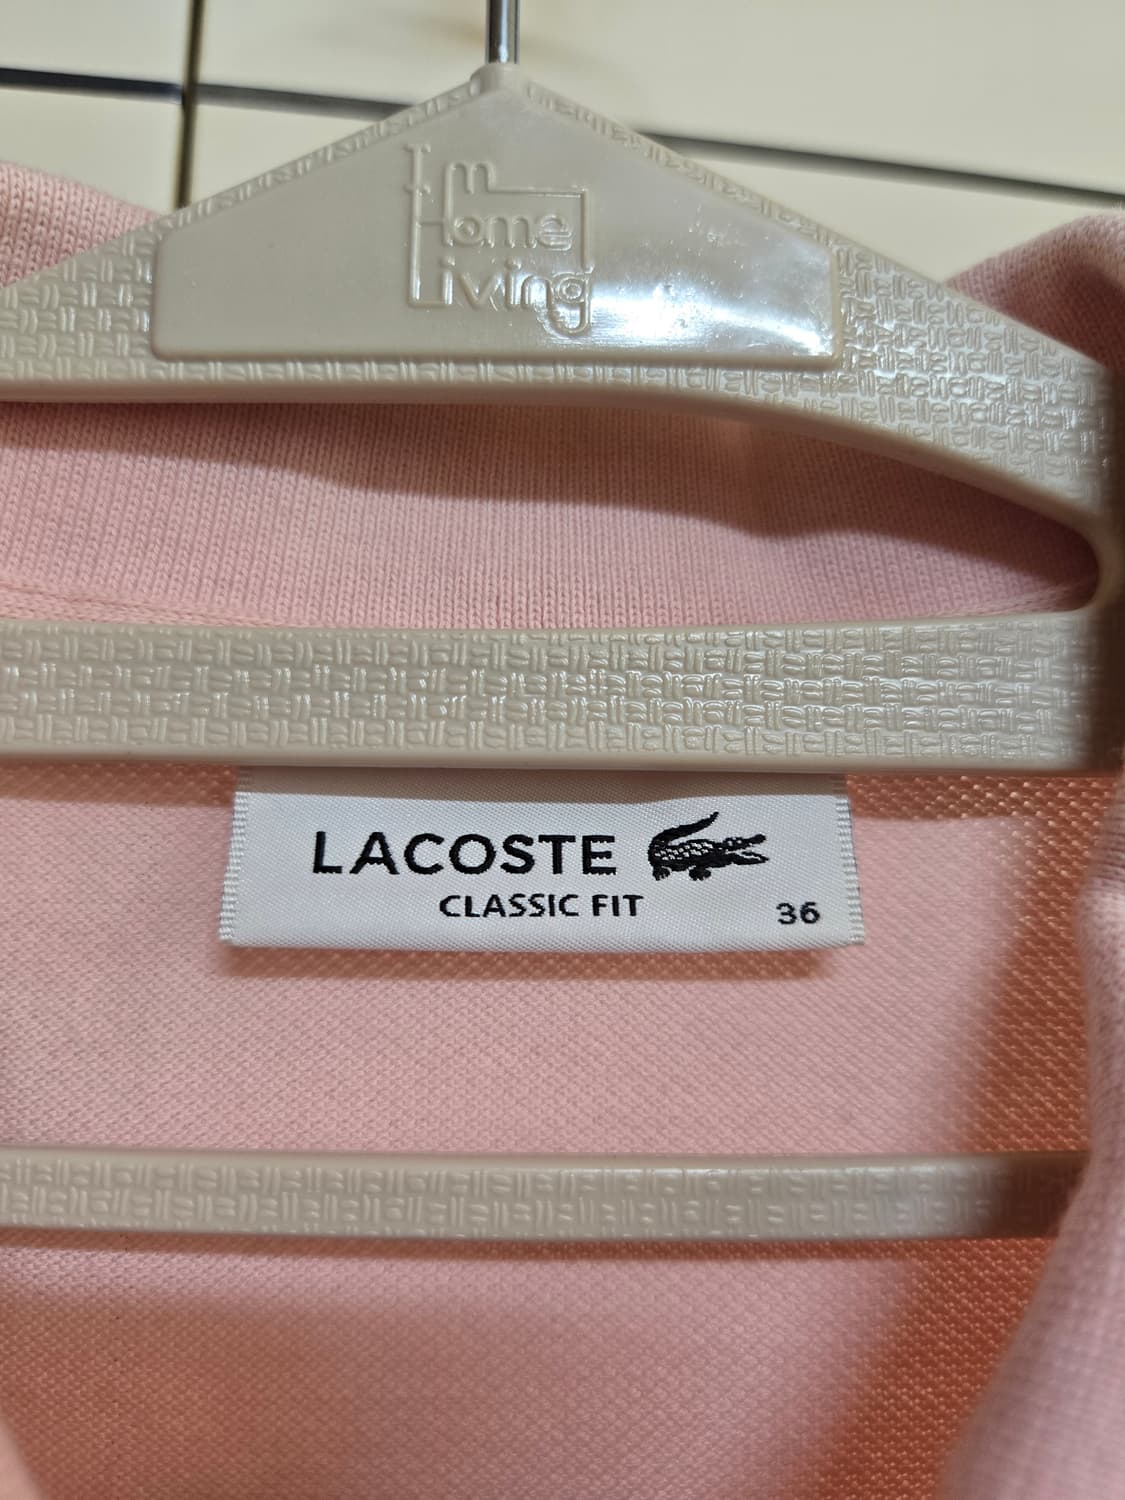 I'm
Home
Living
LACOSTE
CLASSIC FIT
36